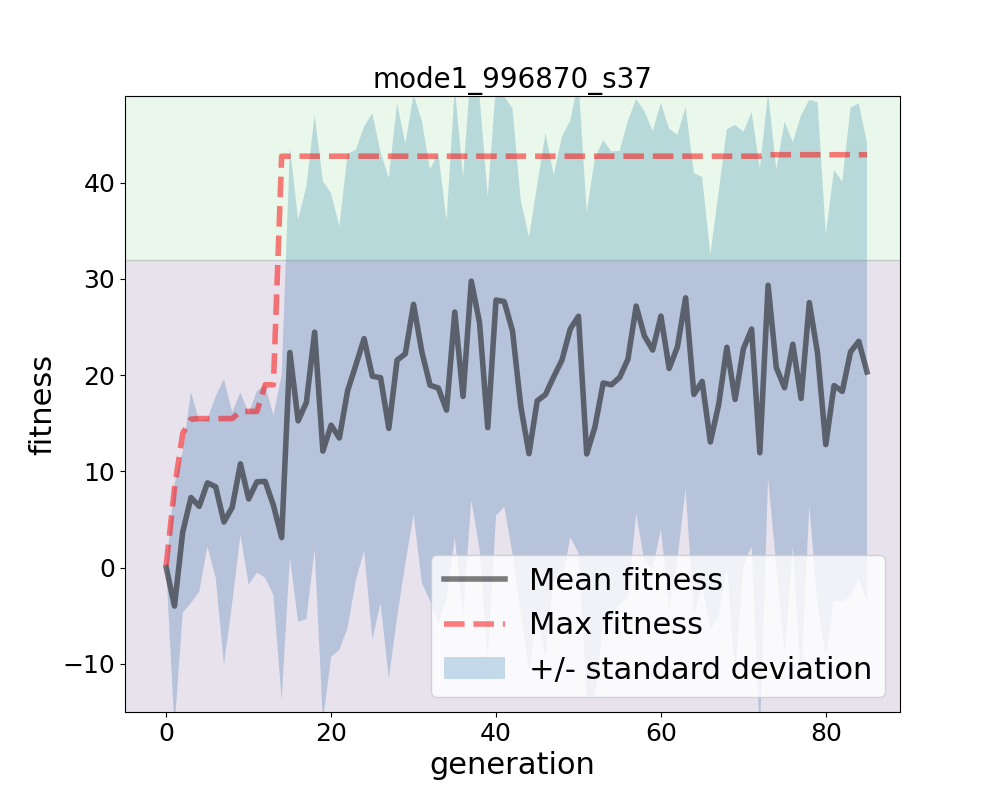 mode1_996870_s37
fitness
40
30
20
10
0
−10
Mean fitness
Max fitness
+/- standard deviation
0 20 40 60 80
generation